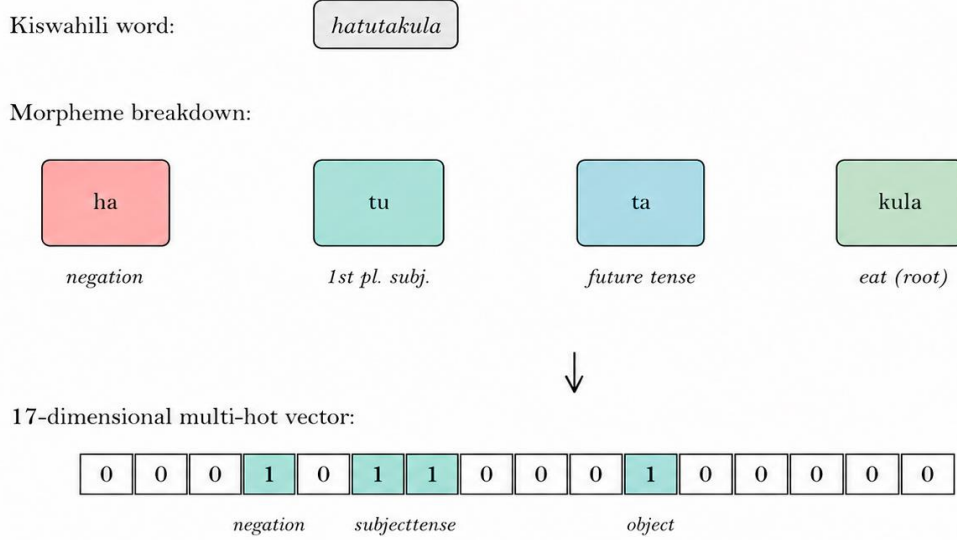 Kiswahili word:
hatutakula
Morpheme breakdown:
ha tu ta kula
negation 1st pl. subj. future tense eat (root)
17-dimensional multi-hot vector:
0 0 0 1 0 1 1 0 0 0 1 0 0 0 0 0
negation subjecttense object